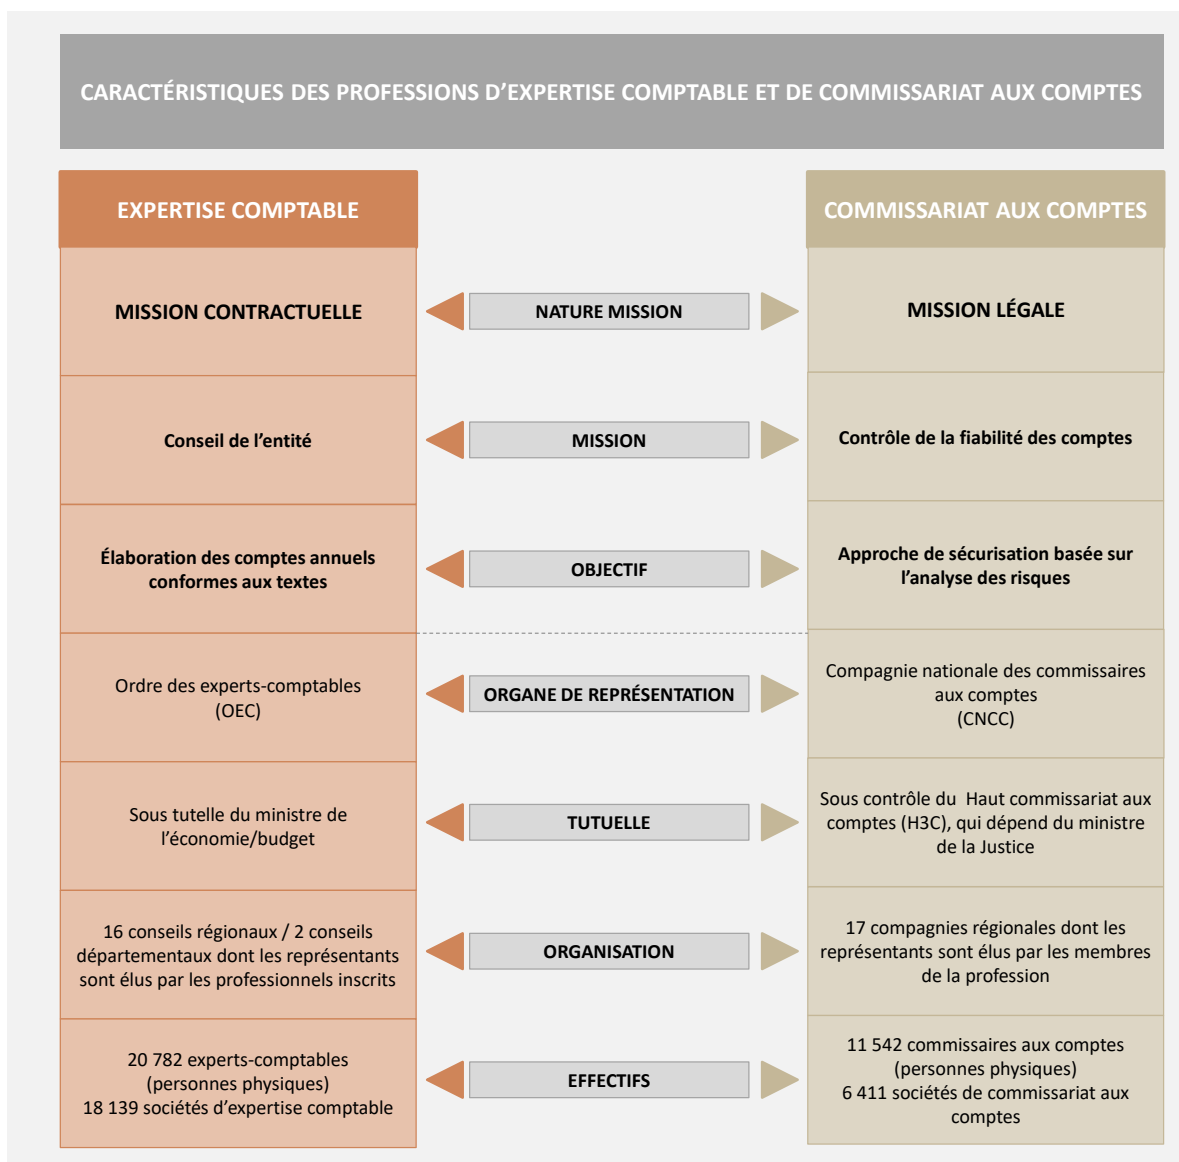 CARACTÉRISTIQUES DES PROFESSIONS D’EXPERTISE COMPTABLE ET DE COMMISSARIAT AUX COMPTES
EXPERTISE COMPTABLE
COMMISSARIAT AUX COMPTES
MISSION CONTRACTUELLE
NATURE MISSION
MISSION LÉGALE
Conseil de l’entité
MISSION
Contrôle de la fiabilité des comptes
Élaboration des comptes annuels
conformes aux textes
OBJECTIF
Approche de sécurisation basée sur
l’analyse des risques
Ordre des experts-comptables
(OEC)
ORGANE DE REPRÉSENTATION
Compagnie nationale des commissaires
aux comptes
(CNCC)
Sous tutelle du ministre de
l’économie/budget
TUTUELLE
Sous contrôle du Haut commissariat aux
comptes (H3C), qui dépend du ministre
de la Justice
16 conseils régionaux / 2 conseils
départementaux dont les représentants
sont élus par les professionnels inscrits
ORGANISATION
17 compagnies régionales dont les
représentants sont élus par les membres
de la profession
20 782 experts-comptables
(personnes physiques)
18 139 sociétés d’expertise comptable
EFFECTIFS
11 542 commissaires aux comptes
(personnes physiques)
6 411 sociétés de commissariat aux
comptes